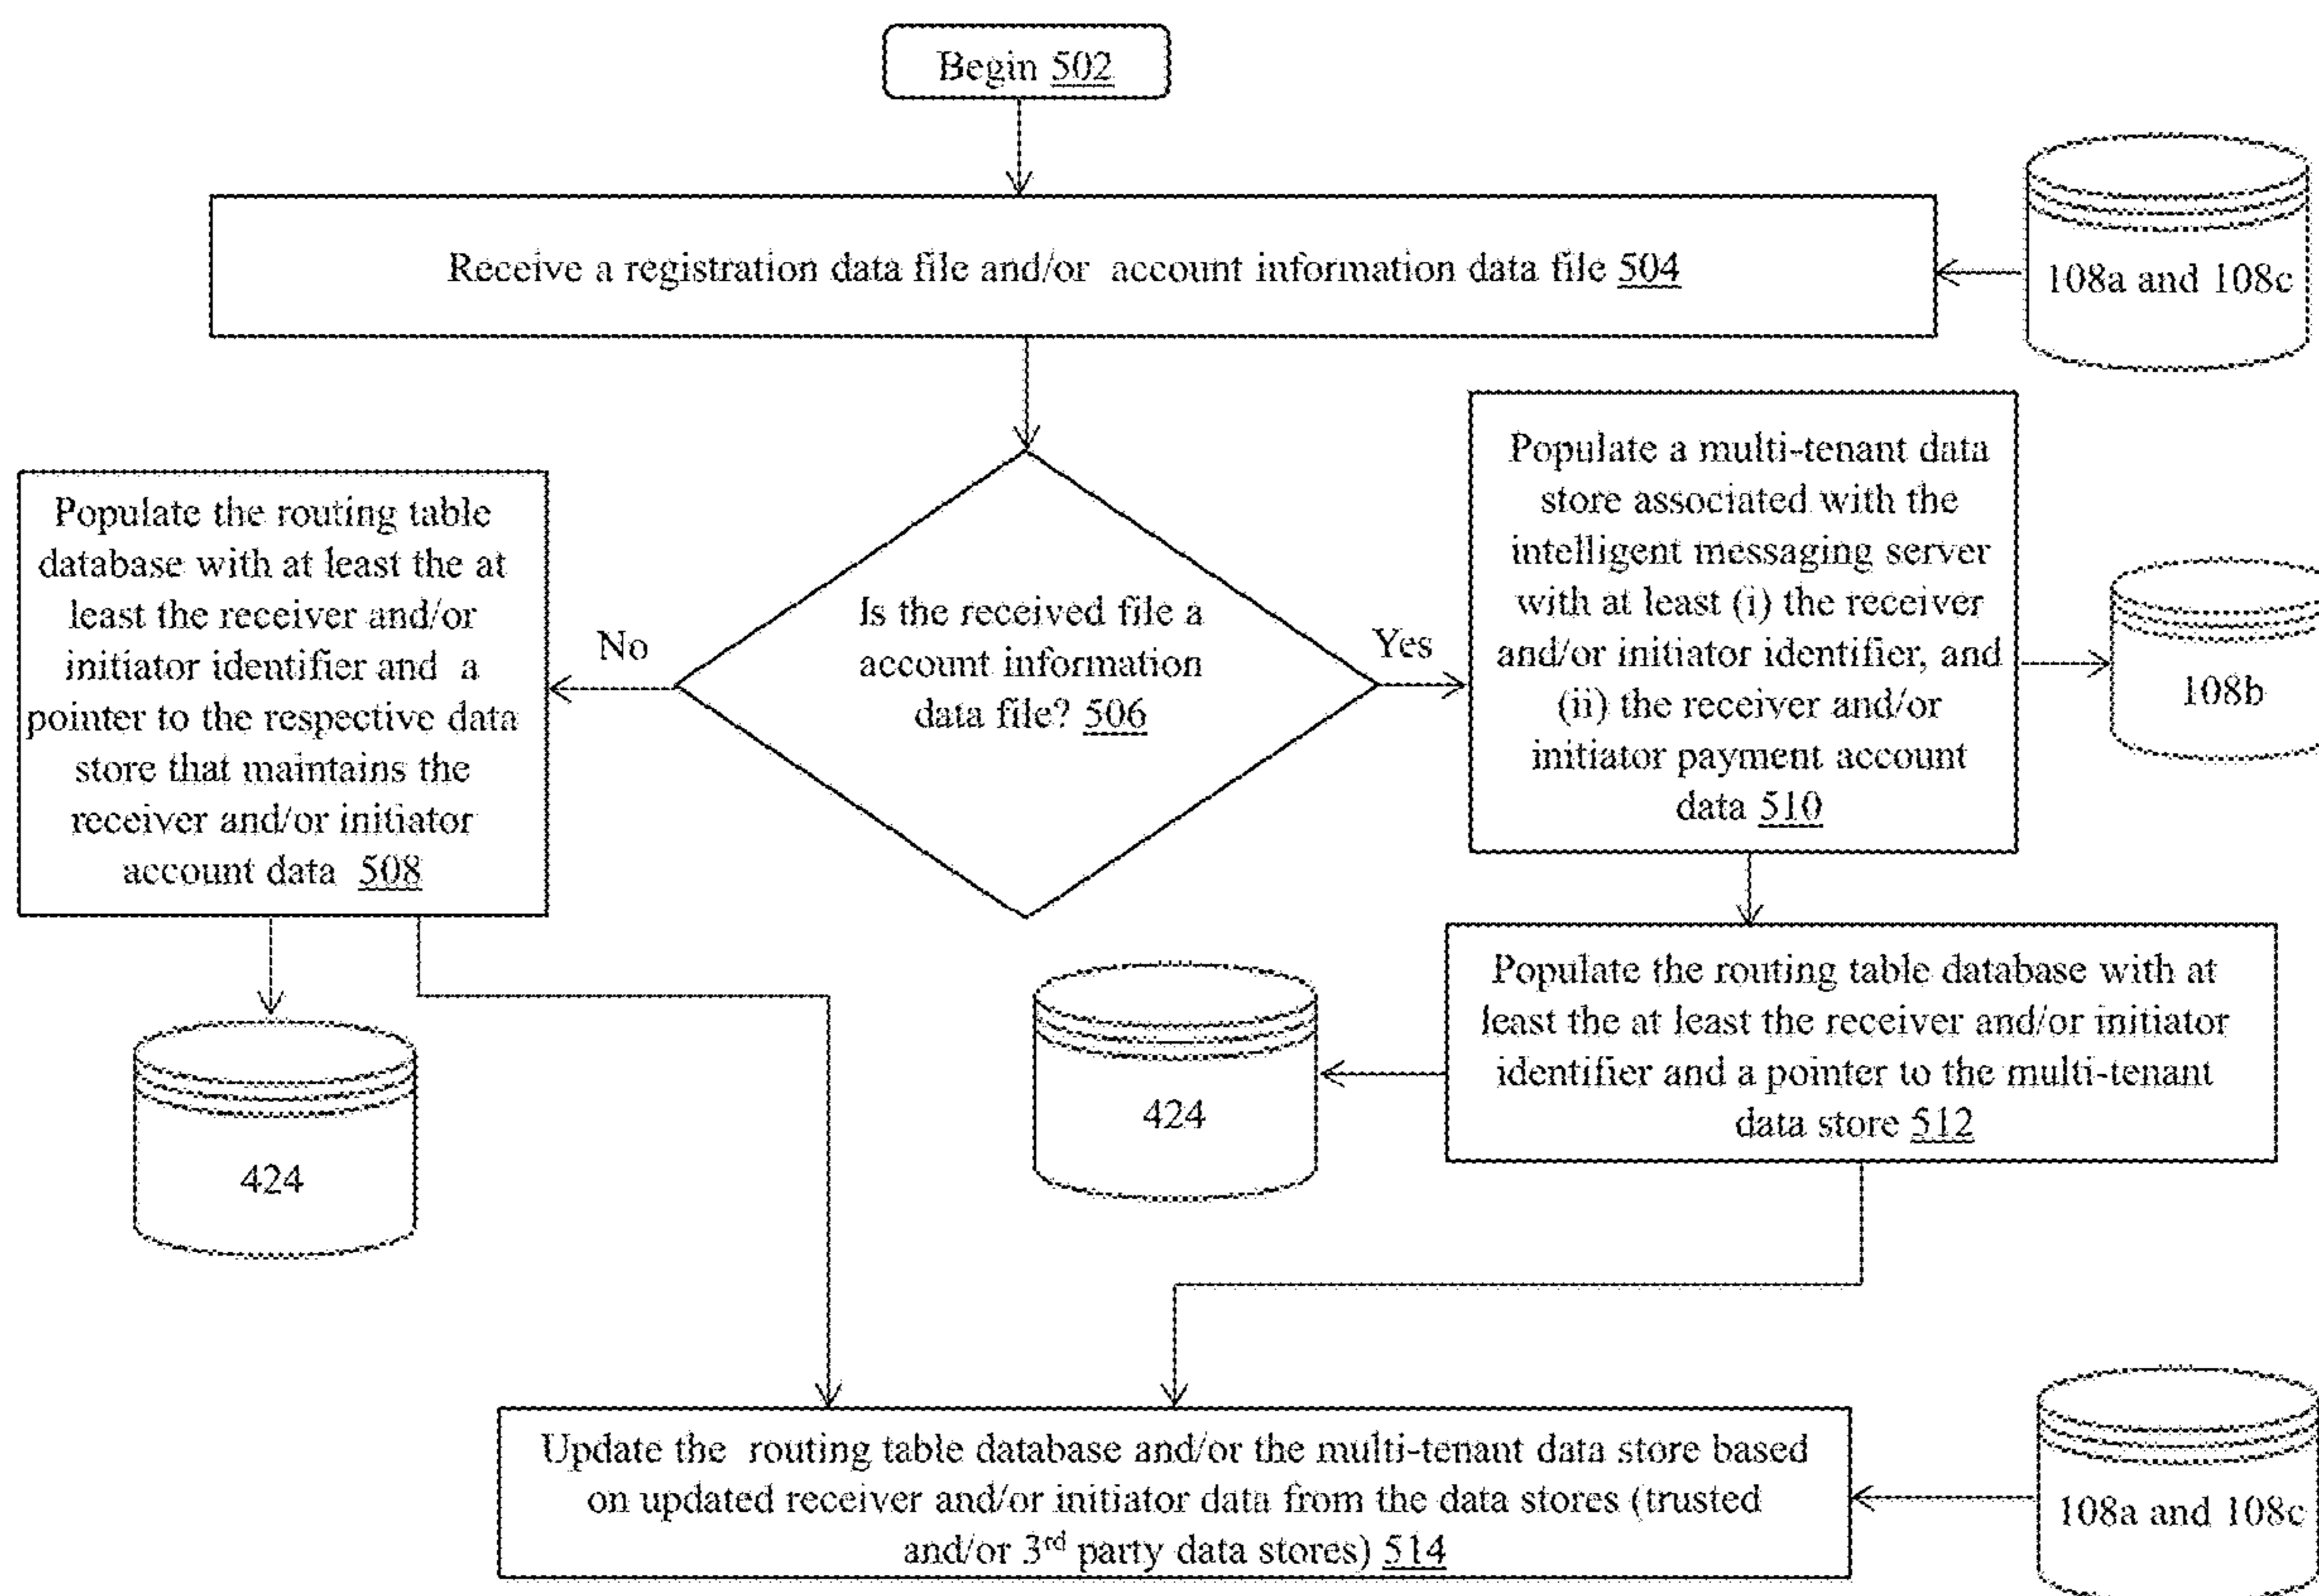 Begin 502
Receive a registration data file and/or account information data file 504
108a and 108c
Populate the routing table
database with at least the at
least the receiver and/or
initiator identifier and a
pointer to the respective data
store that maintains the
receiver and/or initiator
account data 508
No
Is the received file a
account information
data file? 506
Yes
Populate a multi-tenant data
store associated with the
intelligent messaging server
with at least (i) the receiver
and/or initiator identifier, and
(ii) the receiver and/or
initiator payment account
data 510
108b
424
424
Populate the routing table database with at
least the at least the receiver and/or initiator
identifier and a pointer to the multi-tenant
data store 512
Update the routing table database and/or the multi-tenant data store based
on updated receiver and/or initiator data from the data stores (trusted
and/or 3rd party data stores) 514
108a and 108c